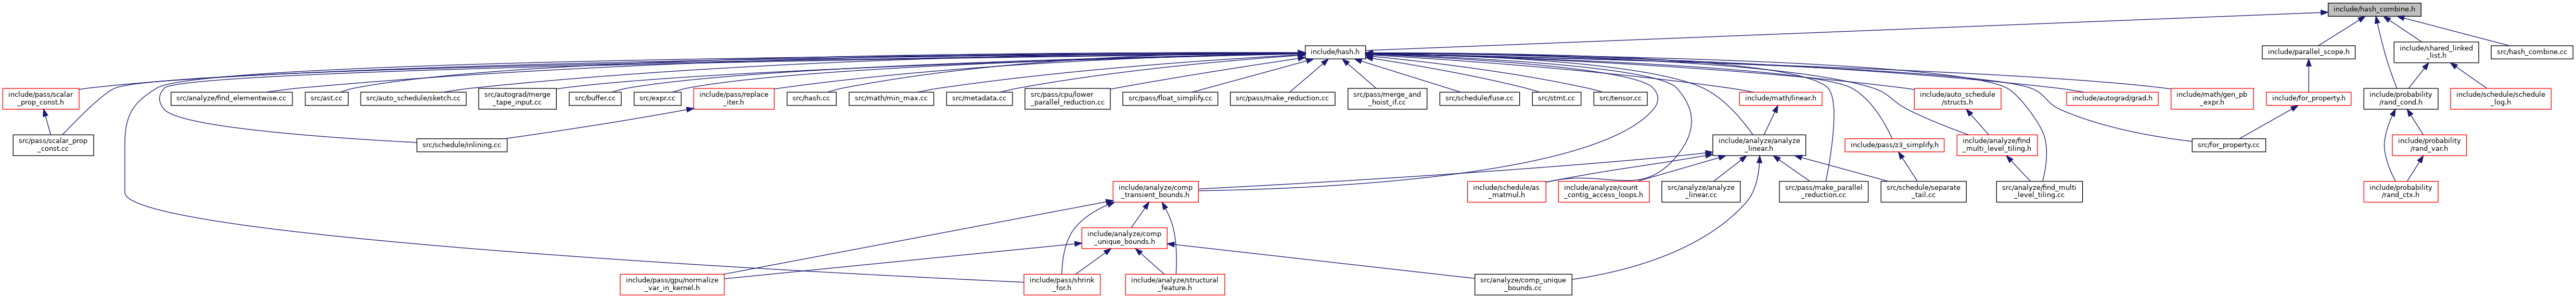 include/hash_combine.h
include/hash.h
include/parallel_scope.h
include/shared_linked
_list.h
src/hash_combine.cc
include/pass/scalar
_prop_const.h
src/analyze/find_elementwise.cc
src/ast.cc
src/auto_schedule/sketch.cc
src/autograd/merge
_tape_input.cc
src/buffer.cc
src/expr.cc
include/pass/replace
_iter.h
src/hash.cc
src/math/min_max.cc
src/metadata.cc
src/pass/cpu/lower
_parallel_reduction.cc
src/pass/float_simplify.cc
src/pass/make_reduction.cc
src/pass/merge_and
_hoist_if.cc
src/schedule/fuse.cc
src/stmt.cc
src/tensor.cc
include/math/linear.h
include/auto_schedule
/structs.h
include/autograd/grad.h
include/math/gen_pb
_expr.h
include/for_property.h
include/probability
/rand_cond.h
include/schedule/schedule
_log.h
src/pass/scalar_prop
_const.cc
src/schedule/inlining.cc
include/analyze/analyze
_linear.h
include/pass/z3_simplify.h
include/analyze/find
_multi_level_tiling.h
src/for_property.cc
include/probability
/rand_var.h
include/analyze/comp
_transient_bounds.h
include/schedule/as
_matmul.h
include/analyze/count
_contig_access_loops.h
src/analyze/analyze
_linear.cc
src/pass/make_parallel
_reduction.cc
src/schedule/separate
_tail.cc
src/analyze/find_multi
_level_tiling.cc
include/probability
/rand_ctx.h
include/analyze/comp
_unique_bounds.h
include/pass/gpu/normalize
_var_in_kernel.h
include/pass/shrink
_for.h
include/analyze/structural
_feature.h
src/analyze/comp_unique
_bounds.cc